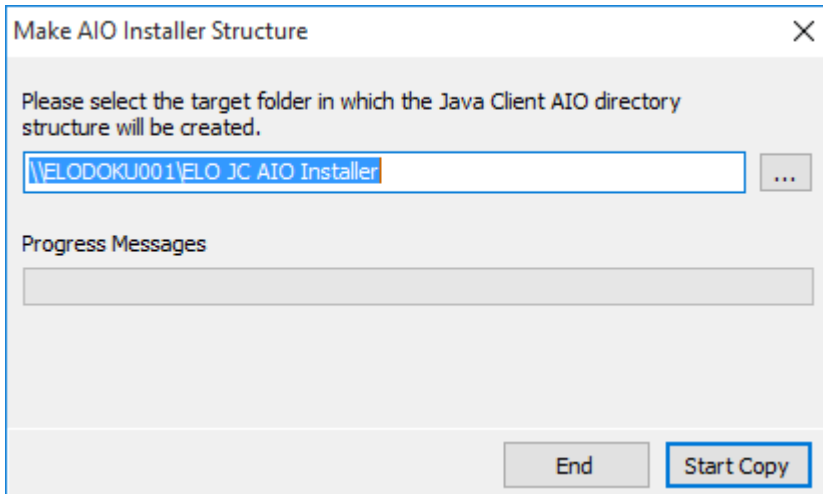 Make AIO Installer Structure
Please select the target folder in which the Java Client AIO directory
structure will be created.
\\ELODOKU001\ELO JC AIO Installer
...
Progress Messages
End
Start Copy